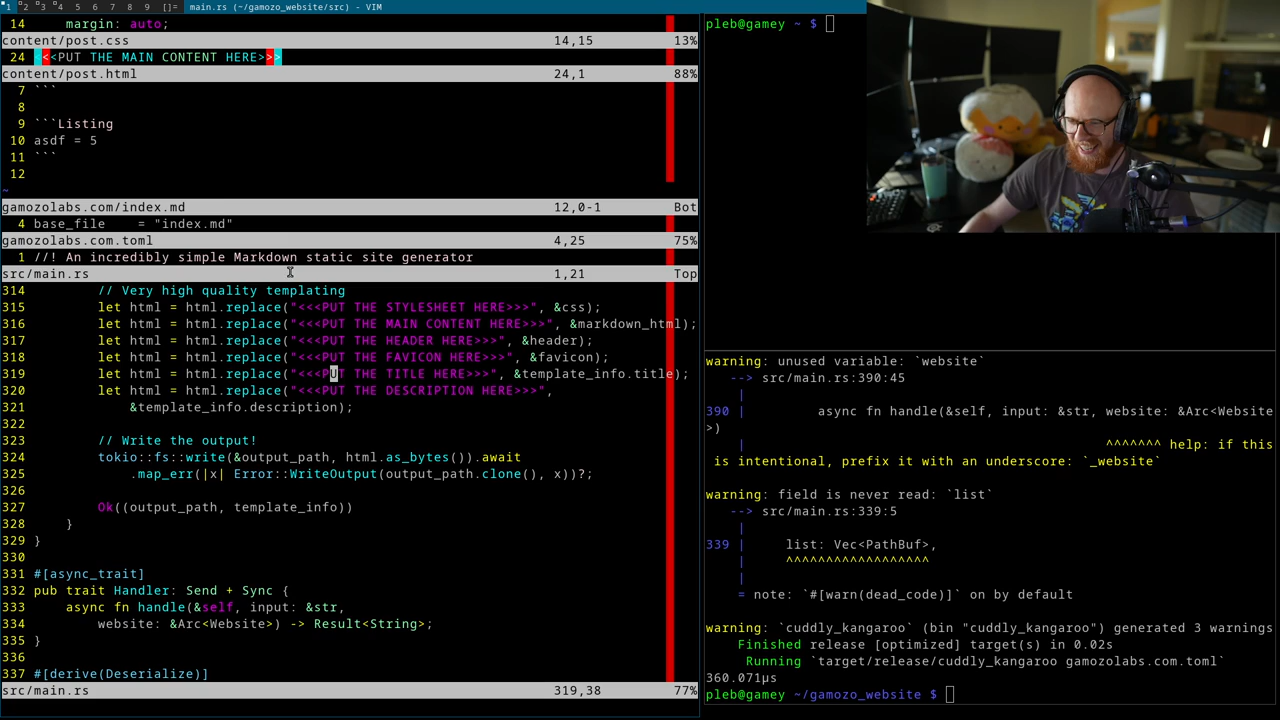 1 2 3 4 5 6 7 8 9 []= main.rs (~/gamozo_website/src) - VIM
14     margin: auto;
content/post.css 14,15 13%
24 <<<PUT THE MAIN CONTENT HERE>>>
content/post.html 24,1 88%
7 ```
8
9 ```Listing
10 asdf = 5
11 ```
12
~
gamozolabs.com/index.md 12,0-1 Bot
4 base_file    = "index.md"
gamozolabs.com.toml 4,25 75%
1 //! An incredibly simple Markdown static site generator
src/main.rs 1,21 Top
314         // Very high quality templating
315         let html = html.replace("<<<PUT THE STYLESHEET HERE>>>", &css);
316         let html = html.replace("<<<PUT THE MAIN CONTENT HERE>>>", &markdown_html);
317         let html = html.replace("<<<PUT THE HEADER HERE>>>", &header);
318         let html = html.replace("<<<PUT THE FAVICON HERE>>>", &favicon);
319         let html = html.replace("<<<PUT THE TITLE HERE>>>", &template_info.title);
320         let html = html.replace("<<<PUT THE DESCRIPTION HERE>>>",
321             &template_info.description);
322
323         // Write the output!
324         tokio::fs::write(&output_path, html.as_bytes()).await
325             .map_err(|x| Error::WriteOutput(output_path.clone(), x))?;
326
327         Ok((output_path, template_info))
328     }
329 }
330
331 #[async_trait]
332 pub trait Handler: Send + Sync {
333     async fn handle(&self, input: &str,
334         website: &Arc<Website>) -> Result<String>;
335 }
336
337 #[derive(Deserialize)]
src/main.rs 319,38 77%
pleb@gamey ~ $
warning: unused variable: `website`
   --> src/main.rs:390:45
    |
390 |         async fn handle(&self, input: &str, website: &Arc<Website
>)
    |                                             ^^^^^^^ help: if this
 is intentional, prefix it with an underscore: `_website`
warning: field is never read: `list`
   --> src/main.rs:339:5
    |
339 |     list: Vec<PathBuf>,
    |     ^^^^^^^^^^^^^^^^^^
    |
    = note: `#[warn(dead_code)]` on by default
warning: `cuddly_kangaroo` (bin "cuddly_kangaroo") generated 3 warnings
    Finished release [optimized] target(s) in 0.02s
     Running `target/release/cuddly_kangaroo gamozolabs.com.toml`
360.071µs
pleb@gamey ~/gamozo_website $